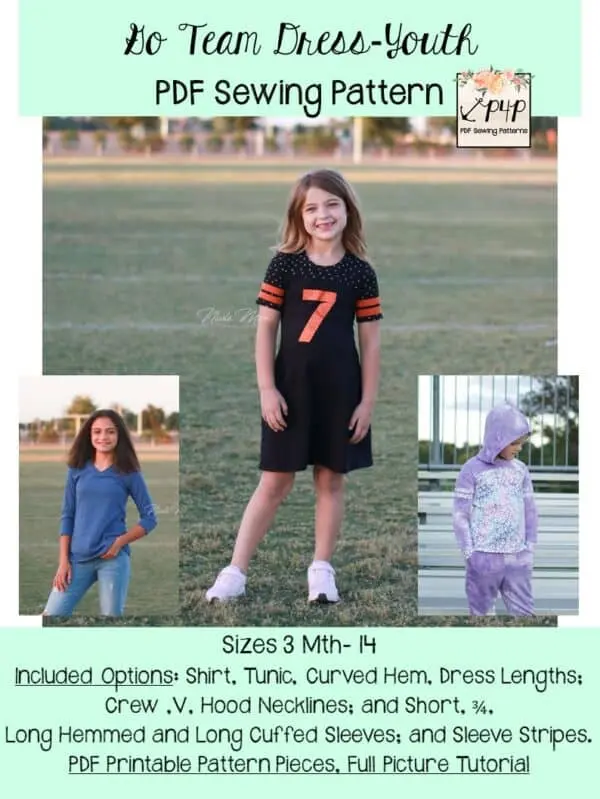 Go Team Dress-Youth
PDF Sewing Pattern
P4P
PDF Sewing Patterns
7
Sizes 3 Mth- 14
Included Options: Shirt, Tunic, Curved Hem, Dress Lengths;
Crew ,V, Hood Necklines; and Short, ¾,
Long Hemmed and Long Cuffed Sleeves; and Sleeve Stripes.
PDF Printable Pattern Pieces, Full Picture Tutorial